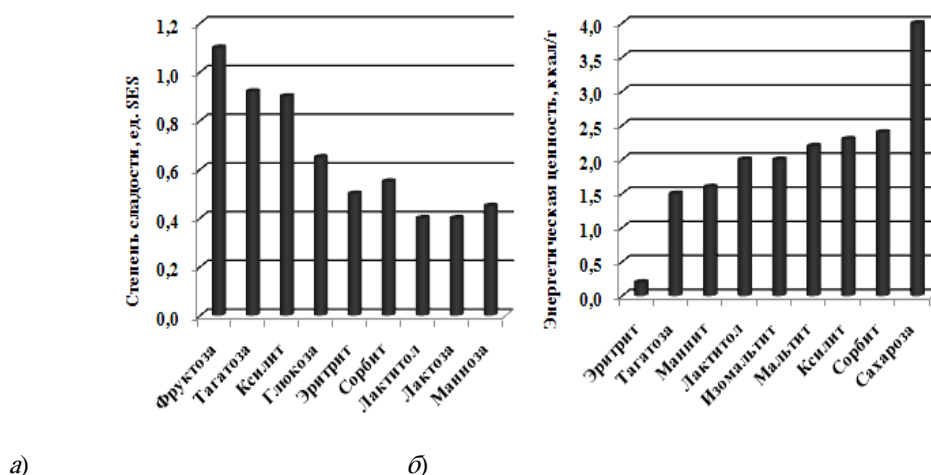 Степень сладости, ед. SES
1,2
1,0
0,8
0,6
0,4
0,2
0,0
Фруктоза
Тагатоза
Ксилит
Глюкоза
Эритрит
Сорбит
Лактитол
Лактоза
Манноза
Энергетическая ценность, ккал/г
4,0
3,5
3,0
2,5
2,0
1,5
1,0
0,5
0,0
Эритрит
Тагатоза
Маннит
Лактитол
Изомальтит
Мальтит
Ксилит
Сорбит
Сахароза
а) б)